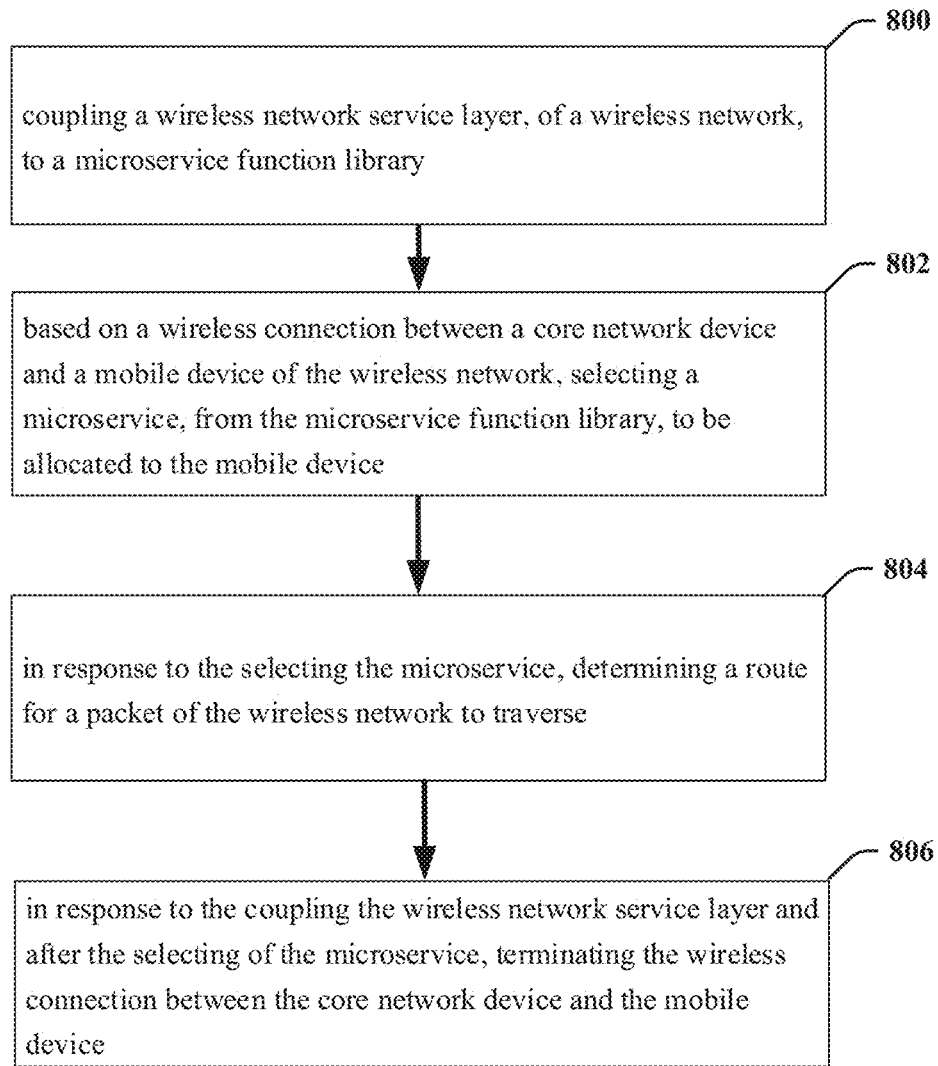 800
coupling a wireless network service layer, of a wireless network,
to a microservice function library
802
based on a wireless connection between a core network device
and a mobile device of the wireless network, selecting a
microservice, from the microservice function library, to be
allocated to the mobile device
804
in response to the selecting the microservice, determining a route
for a packet of the wireless network to traverse
806
in response to the coupling the wireless network service layer and
after the selecting of the microservice, terminating the wireless
connection between the core network device and the mobile
device